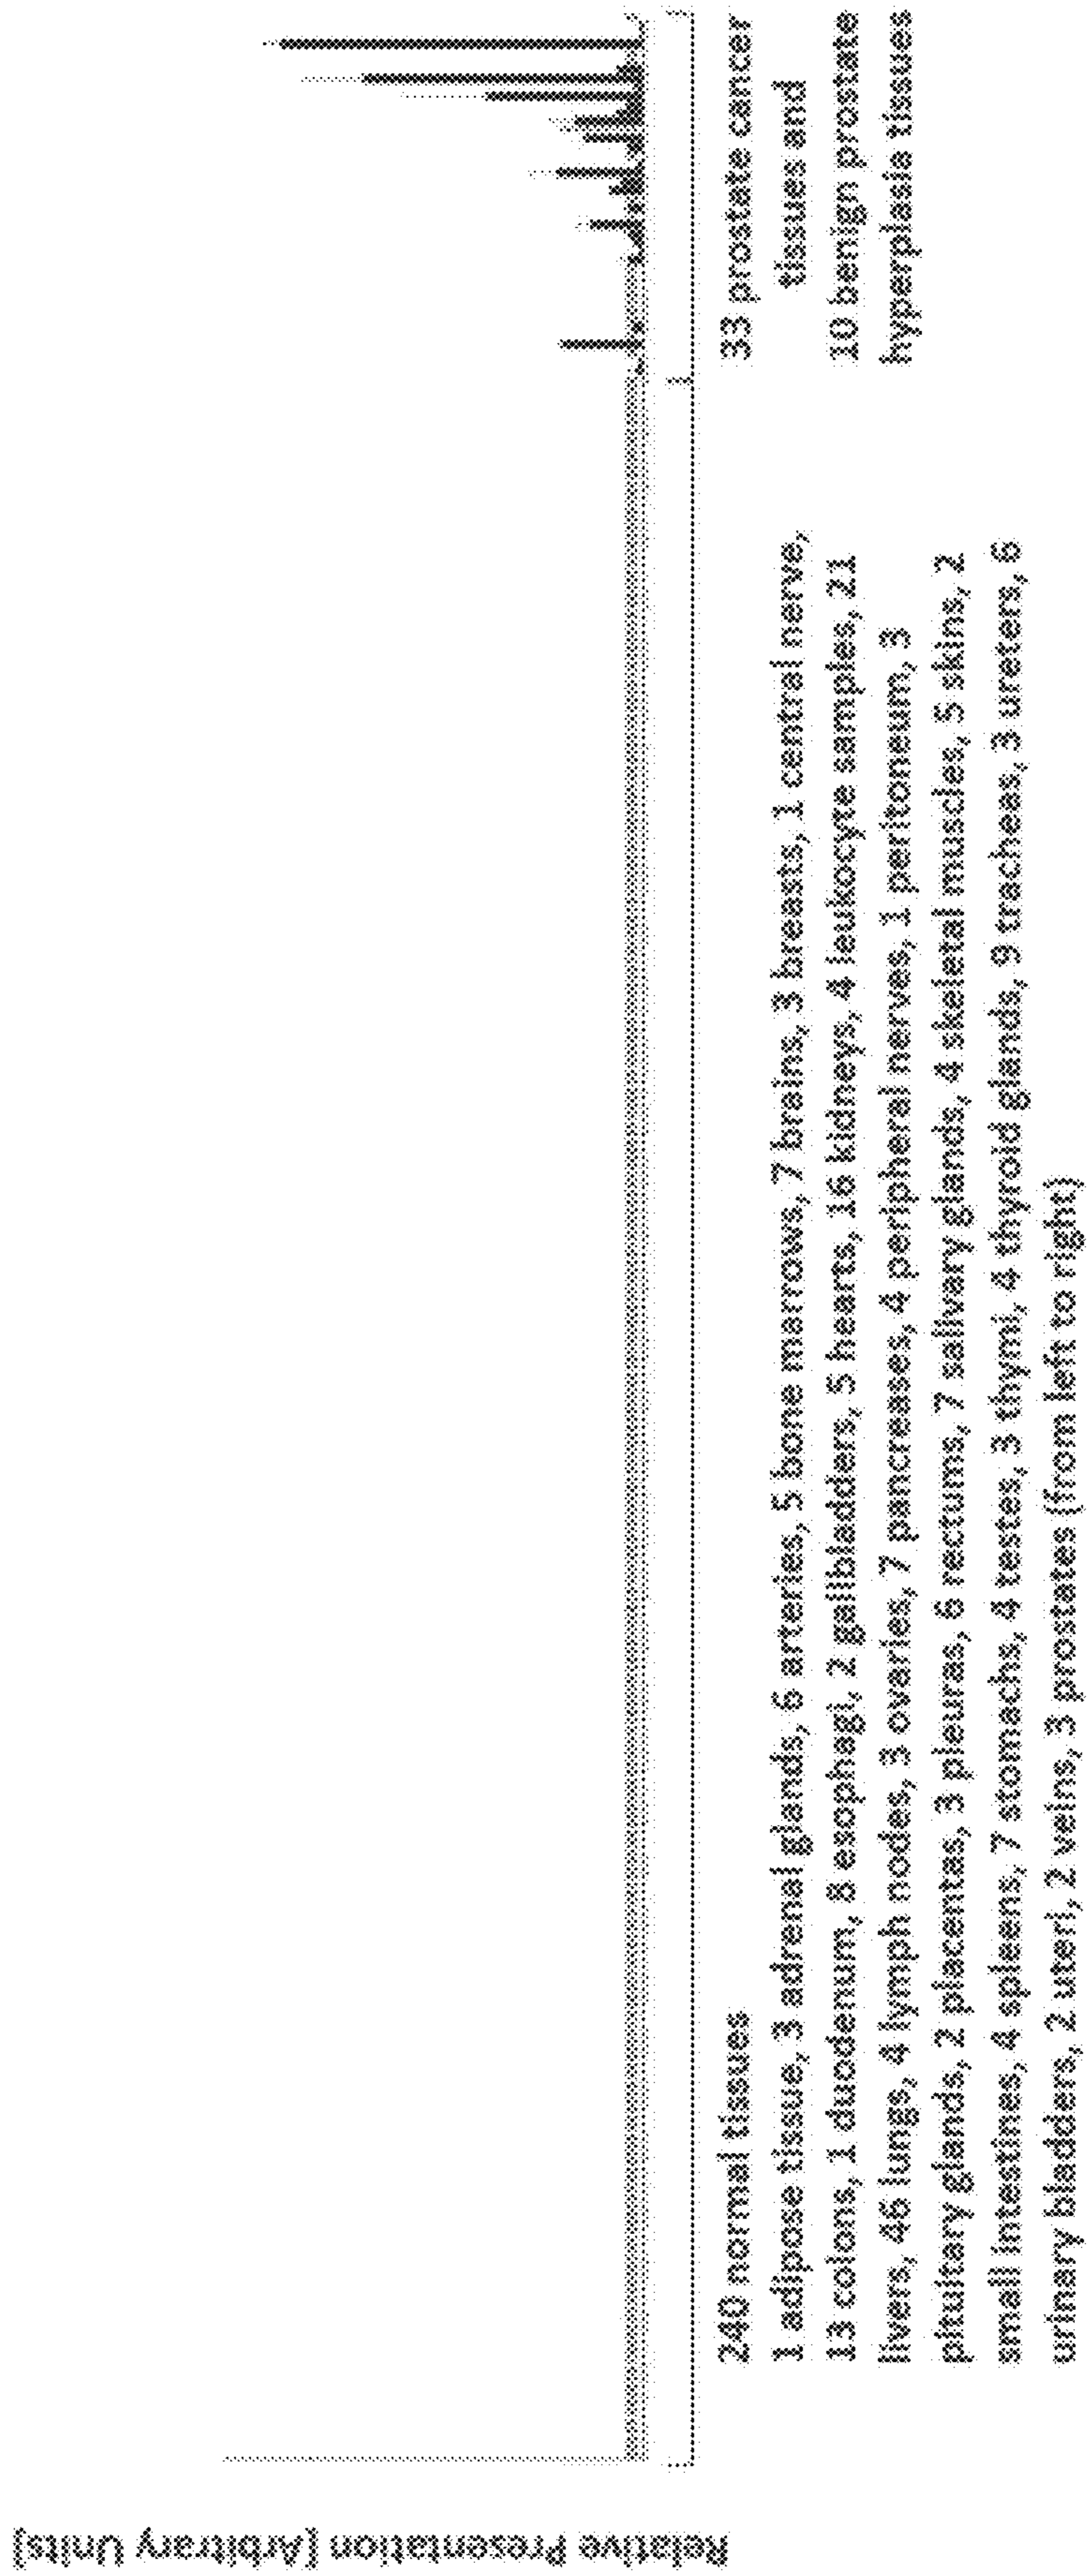 Relative Presentation [Arbitrary Units]
240 normal tissues
1 adipose tissue, 3 adrenal glands, 6 arteries, 5 bone marrows, 7 brains, 3 breasts, 1 central nerve,
13 colons, 1 duodenum, 8 esophagi, 2 gallbladders, 5 hearts, 16 kidneys, 4 leukocyte samples, 21
livers, 46 lungs, 4 lymph nodes, 3 ovaries, 7 pancreases, 4 peripheral nerves, 1 peritoneum, 3
pituitary glands, 2 placentas, 3 pleuras, 6 rectums, 7 salivary glands, 4 skeletal muscles, 5 skins, 2
small intestines, 4 spleens, 7 stomachs, 4 testes, 3 thymi, 4 thyroid glands, 9 tracheas, 3 ureters, 6
urinary bladders, 2 uteri, 2 veins, 3 prostates (from left to right)
33 prostate cancer
tissues and
10 benign prostate
hyperplasia tissues